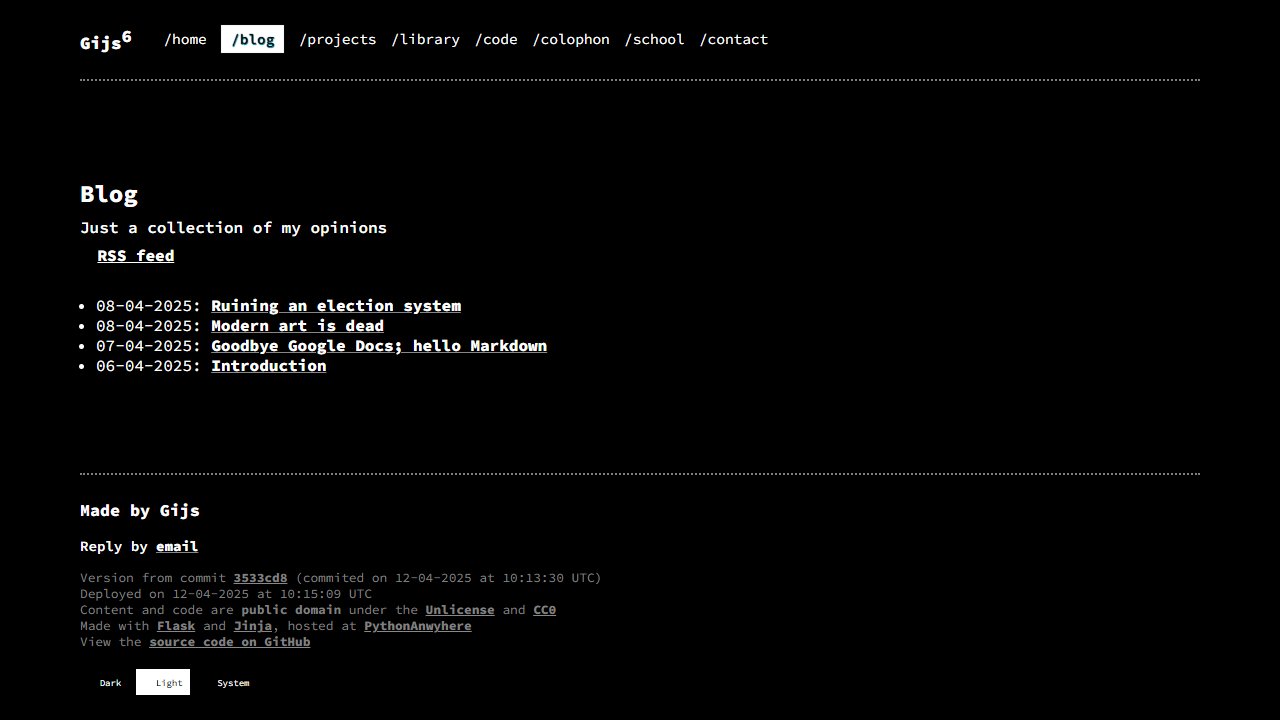 Gijs⁶ /home /blog /projects /library /code /colophon /school /contact
Blog
Just a collection of my opinions
RSS feed
• 08-04-2025: Ruining an election system
• 08-04-2025: Modern art is dead
• 07-04-2025: Goodbye Google Docs; hello Markdown
• 06-04-2025: Introduction
Made by Gijs
Reply by email
Version from commit 3533cd8 (commited on 12-04-2025 at 10:13:30 UTC)
Deployed on 12-04-2025 at 10:15:09 UTC
Content and code are public domain under the Unlicense and CC0
Made with Flask and Jinja, hosted at PythonAnwyhere
View the source code on GitHub
Dark Light System